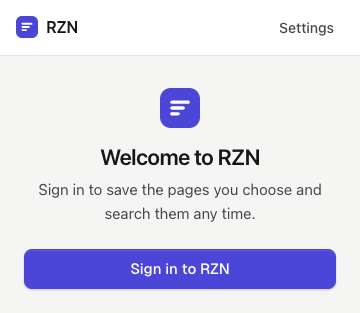 RZN
Settings
Welcome to RZN
Sign in to save the pages you choose and
search them any time.
Sign in to RZN